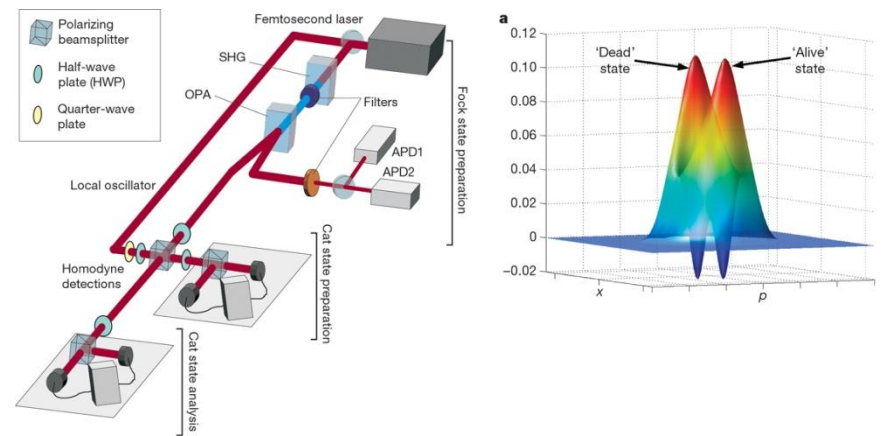 Polarizing
beamsplitter
Half-wave
plate (HWP)
Quarter-wave
plate
Femtosecond laser
SHG
OPA
Filters
APD1
APD2
Local oscillator
Homodyne
detections
Fock state preparation
Cat state preparation
Cat state analysis
a
'Dead'
state
'Alive'
state
0.12
0.10
0.08
0.06
0.04
0.02
0
−0.02
x
p